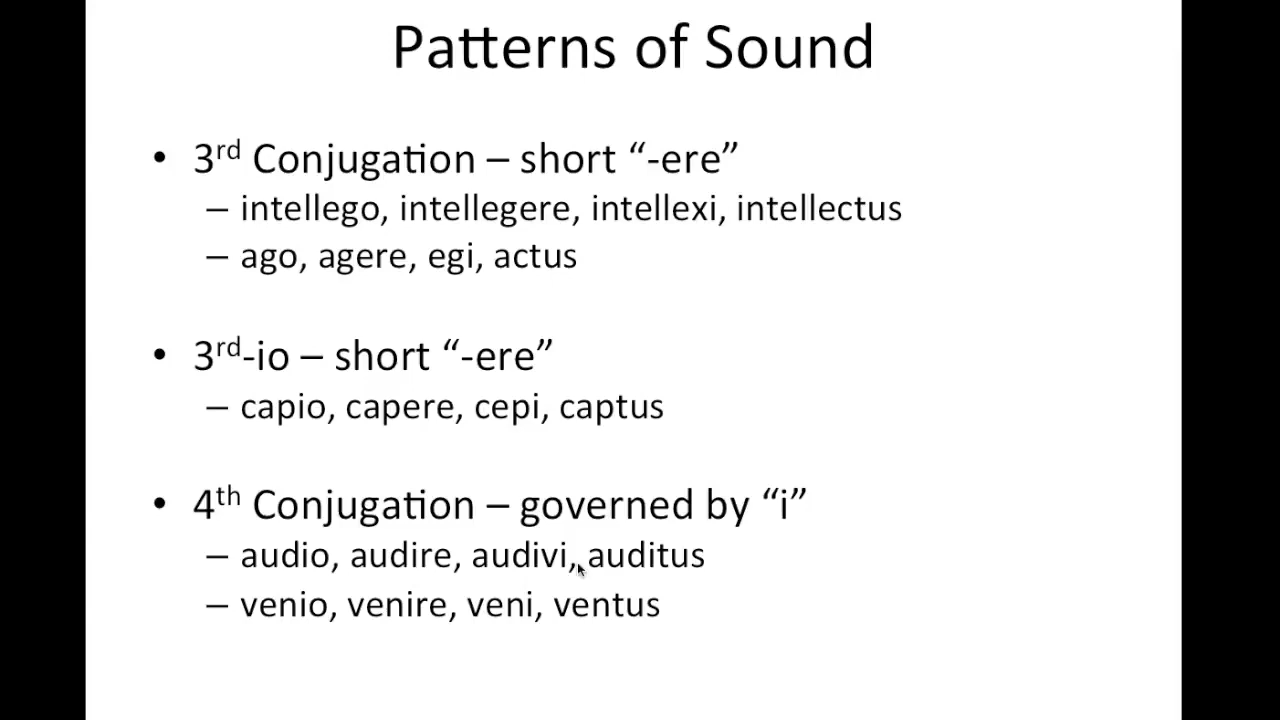 Patterns of Sound
• 3rd Conjugation – short “-ere”
– intellego, intellegere, intellexi, intellectus
– ago, agere, egi, actus
• 3rd-io – short “-ere”
– capio, capere, cepi, captus
• 4th Conjugation – governed by “i”
– audio, audire, audivi, auditus
– venio, venire, veni, ventus